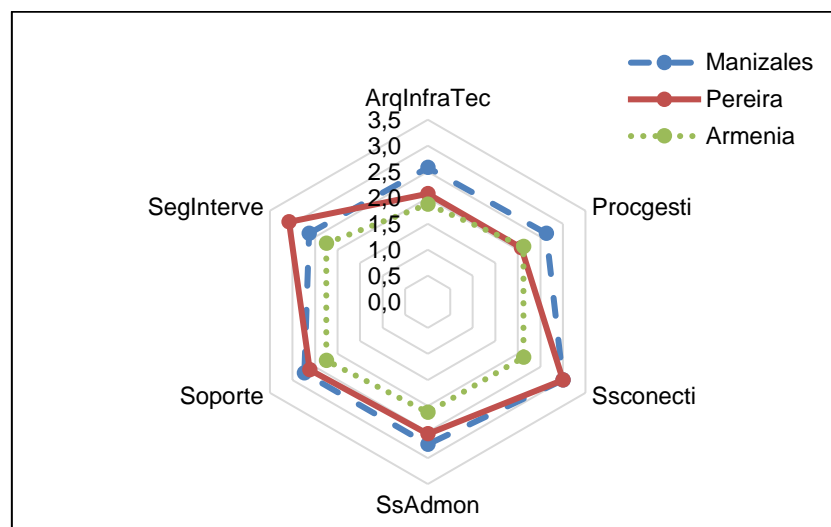 Manizales
Pereira
Armenia
ArqInfraTec
3,5
3,0
2,5
2,0
1,5
1,0
0,5
0,0
SegInterve
Procgesti
Soporte
Ssconecti
SsAdmon